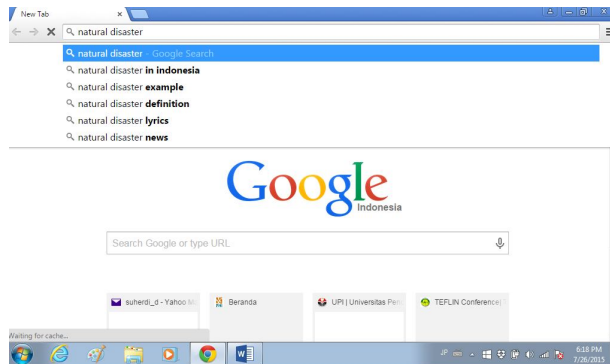 New Tab
natural disaster
natural disaster - Google Search
natural disaster in indonesia
natural disaster example
natural disaster definition
natural disaster lyrics
natural disaster news
Google
Indonesia
Search Google or type URL
suherdi_d - Yahoo M
Beranda
UPI | Universitas Pen
TEFLIN Conference|
Waiting for cache...
JP
6:18 PM
7/26/2015